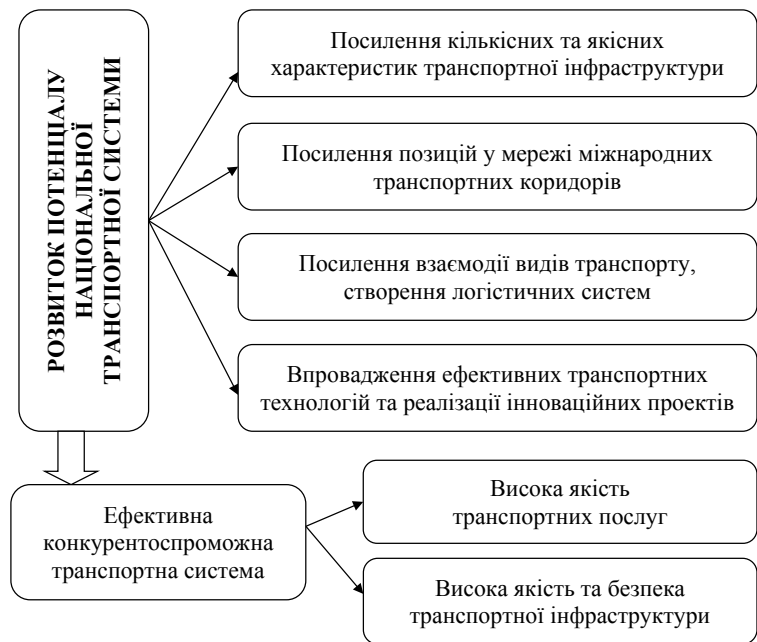 РОЗВИТОК ПОТЕНЦІАЛУ
НАЦІОНАЛЬНОЇ
ТРАНСПОРТНОЇ СИСТЕМИ
Посилення кількісних та якісних
характеристик транспортної інфраструктури
Посилення позицій у мережі міжнародних
транспортних коридорів
Посилення взаємодії видів транспорту,
створення логістичних систем
Впровадження ефективних транспортних
технологій та реалізації інноваційних проектів
Ефективна
конкурентоспроможна
транспортна система
Висока якість
транспортних послуг
Висока якість та безпека
транспортної інфраструктури